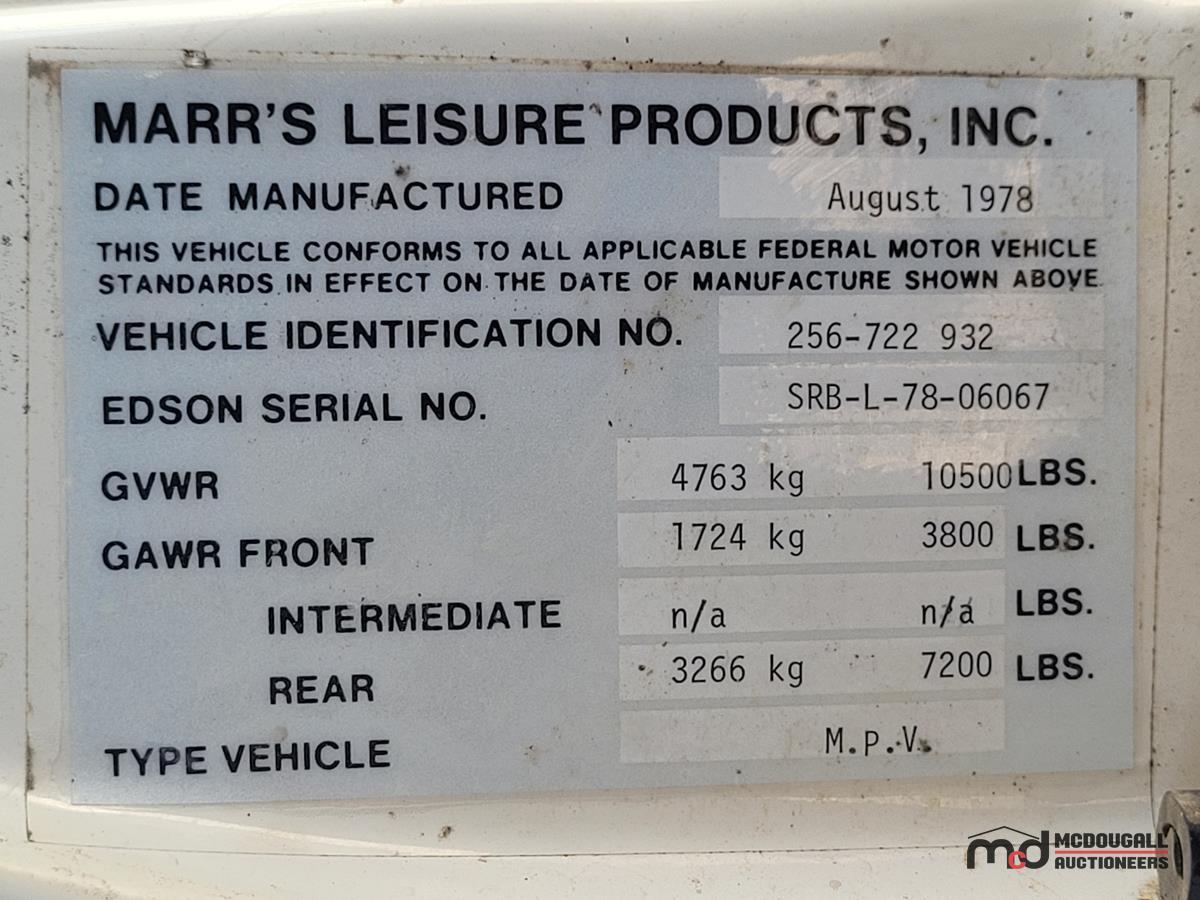 MARR'S LEISURE PRODUCTS, INC.
DATE MANUFACTURED August 1978
THIS VEHICLE CONFORMS TO ALL APPLICABLE FEDERAL MOTOR VEHICLE
STANDARDS IN EFFECT ON THE DATE OF MANUFACTURE SHOWN ABOVE
VEHICLE IDENTIFICATION NO. 256-722 932
EDSON SERIAL NO. SRB-L-78-06067
GVWR 4763 kg 10500 LBS.
GAWR FRONT 1724 kg 3800 LBS.
INTERMEDIATE n/a n/a LBS.
REAR 3266 kg 7200 LBS.
TYPE VEHICLE M.p.V.
mcd MCDOUGALL
AUCTIONEERS